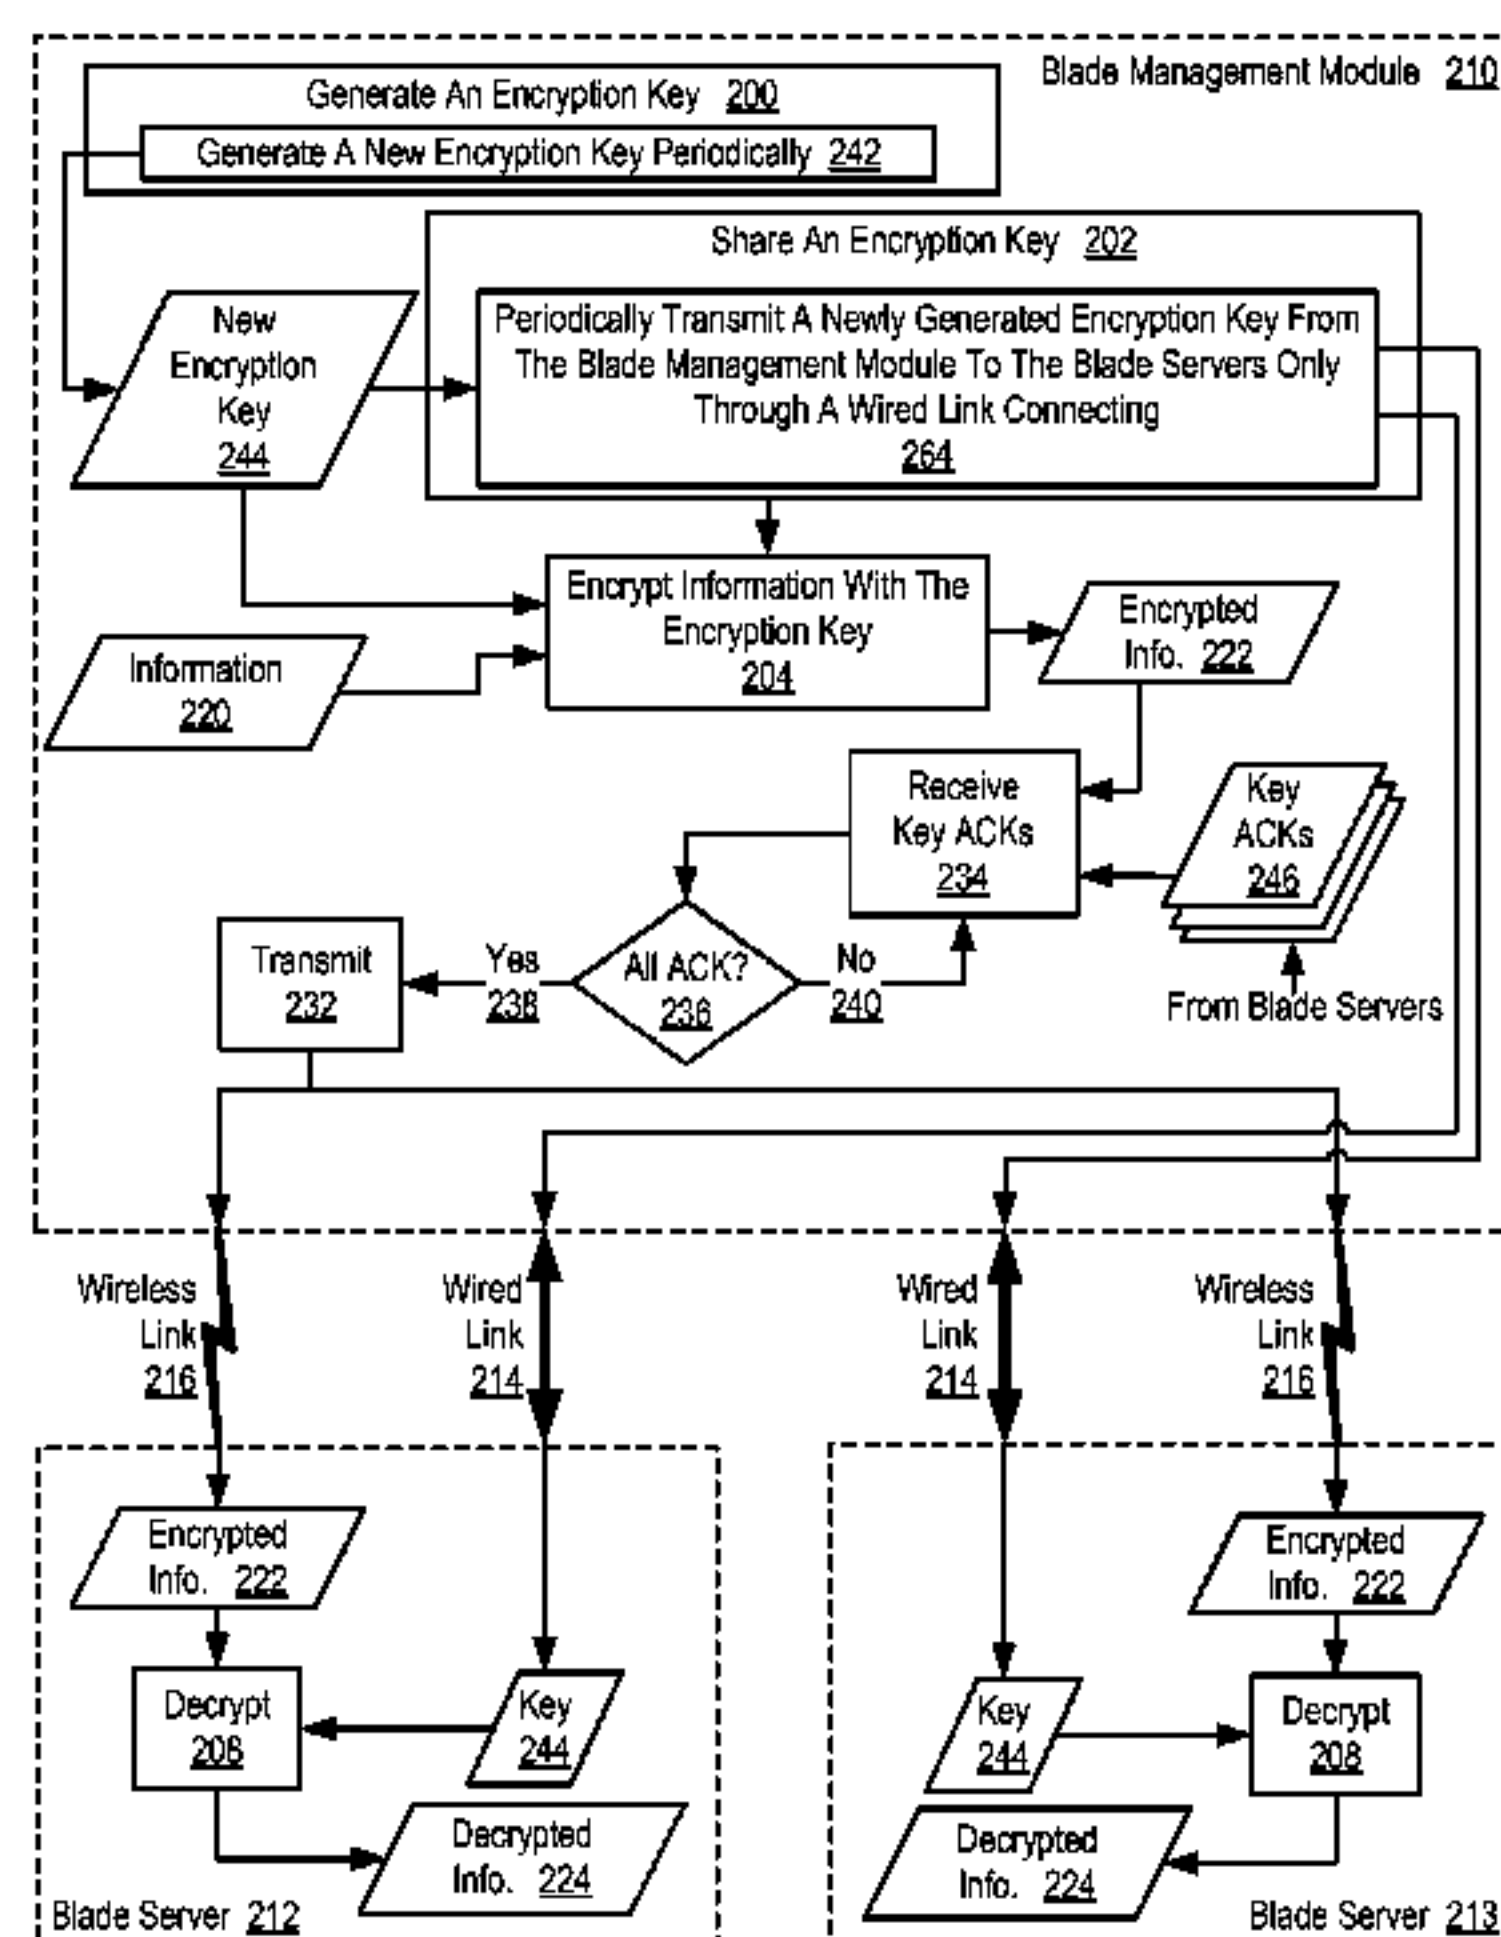 Blade Management Module 210
Generate An Encryption Key 200
Generate A New Encryption Key Periodically 242
Share An Encryption Key 202
New
Encryption
Key
244
Periodically Transmit A Newly Generated Encryption Key From
The Blade Management Module To The Blade Servers Only
Through A Wired Link Connecting
264
Encrypt Information With The
Encryption Key
204
Encrypted
Info. 222
Information
220
Receive
Key ACKs
234
Key
ACKs
246
From Blade Servers
All ACK?
236
Yes
238
No
240
Transmit
232
Wireless
Link
216
Wired
Link
214
Wired
Link
214
Wireless
Link
216
Encrypted
Info. 222
Decrypt
208
Key
244
Decrypted
Info. 224
Blade Server 212
Encrypted
Info. 222
Key
244
Decrypt
208
Decrypted
Info. 224
Blade Server 213